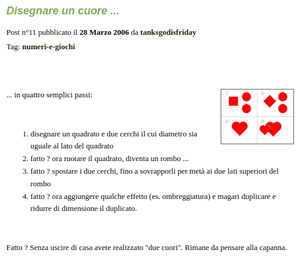 Disegnare un cuore ...
Post n°11 pubblicato il 28 Marzo 2006 da tanksgodisfriday
Tag: numeri-e-giochi
... in quattro semplici passi:
1. disegnare un quadrato e due cerchi il cui diametro sia
uguale al lato del quadrato
2. fatto ? ora ruotare il quadrato, diventa un rombo ...
3. fatto ? spostare i due cerchi, fino a sovrapporli per metà ai due lati superiori del
rombo
4. fatto ? ora aggiungere qualche effetto (es. ombreggiatura) e magari duplicare e
ridurre di dimensione il duplicato.
Fatto ? Senza uscire di casa avete realizzato "due cuori". Rimane da pensare alla capanna.